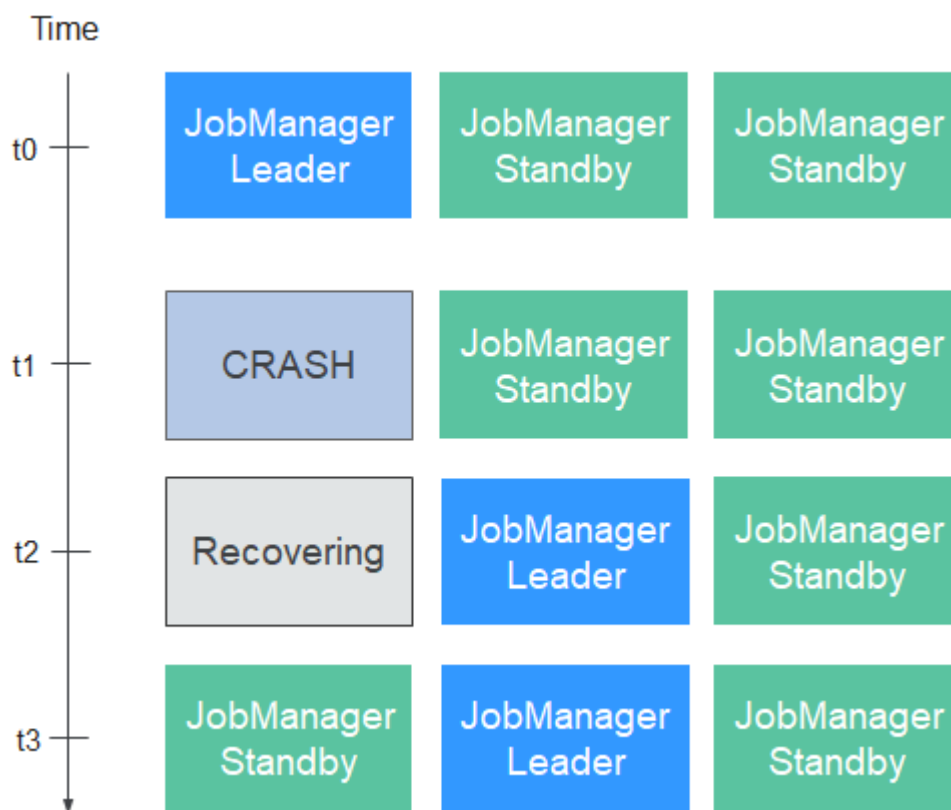 Time
t0
JobManager
Leader
JobManager
Standby
JobManager
Standby
t1
CRASH
JobManager
Standby
JobManager
Standby
t2
Recovering
JobManager
Leader
JobManager
Standby
t3
JobManager
Standby
JobManager
Leader
JobManager
Standby